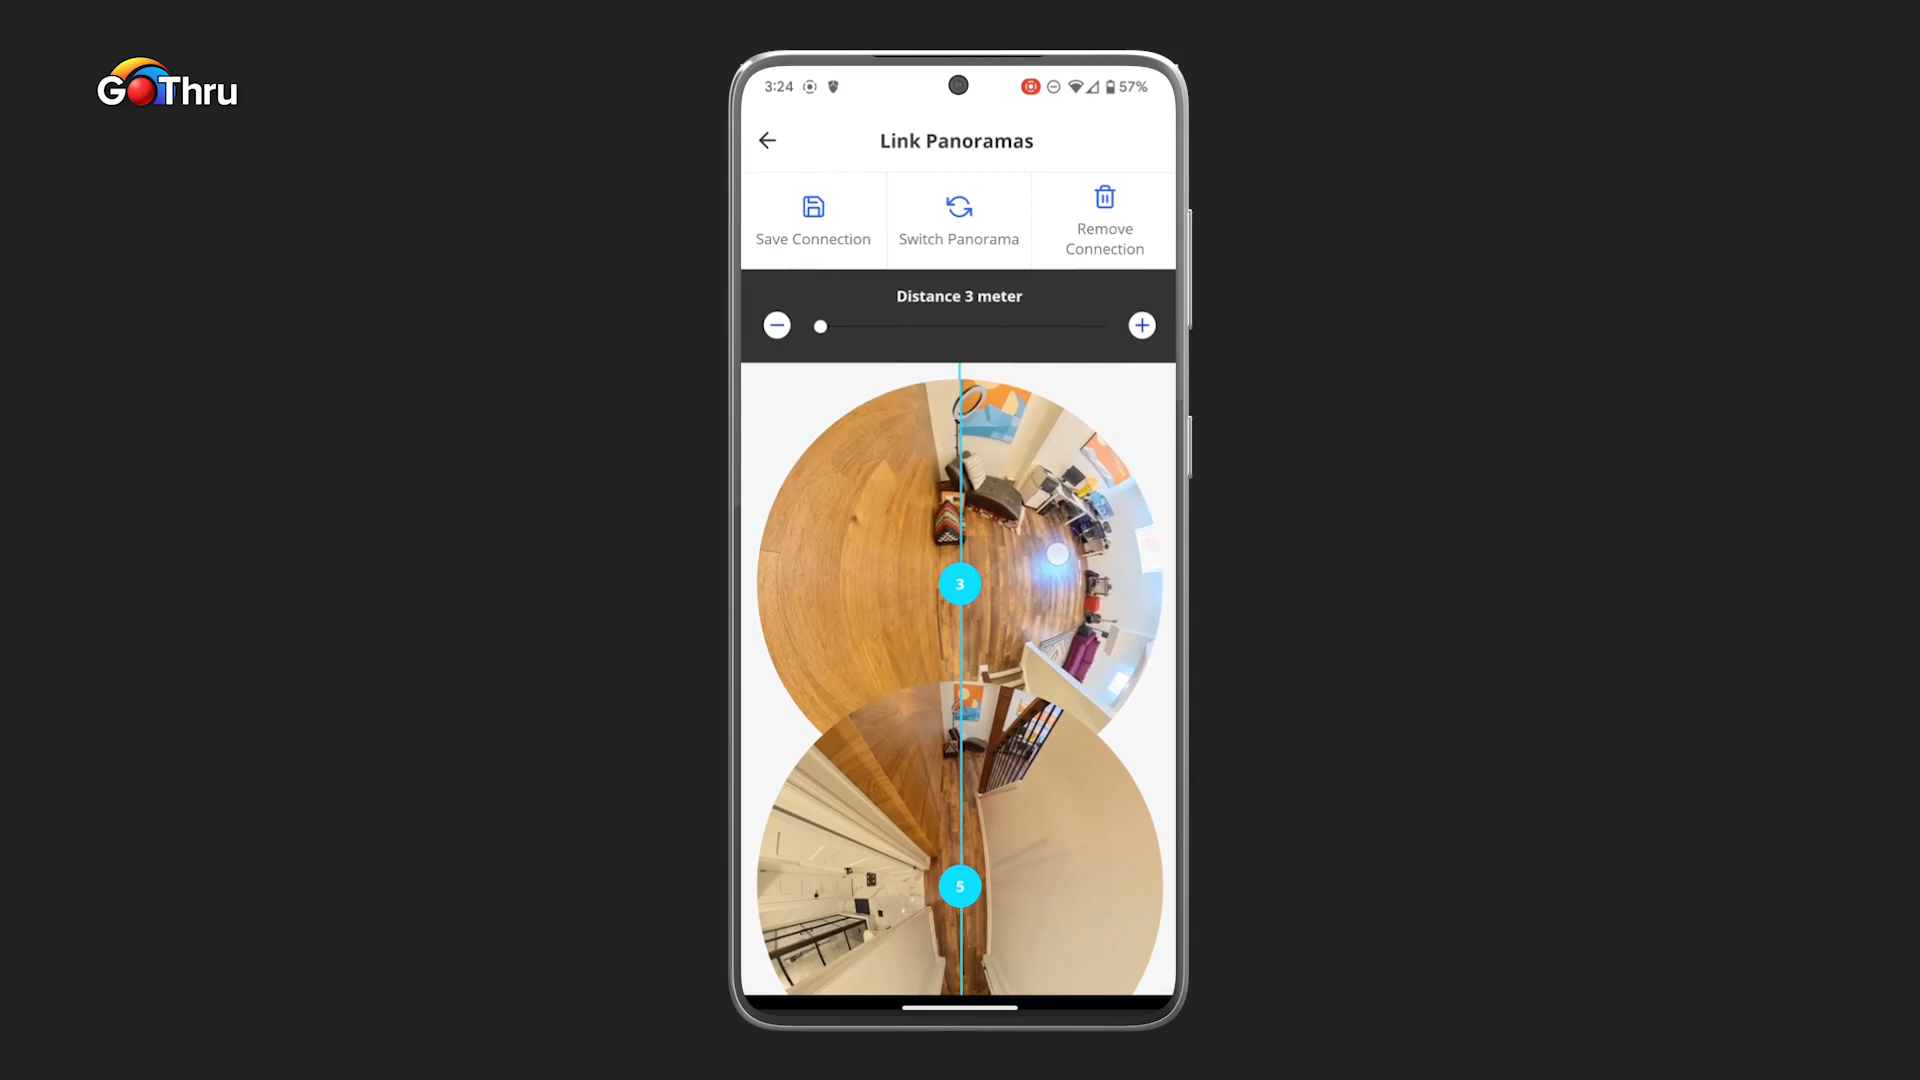 GoThru
3:24
57%
Link Panoramas
Save Connection
Switch Panorama
Remove
Connection
Distance 3 meter
3
5